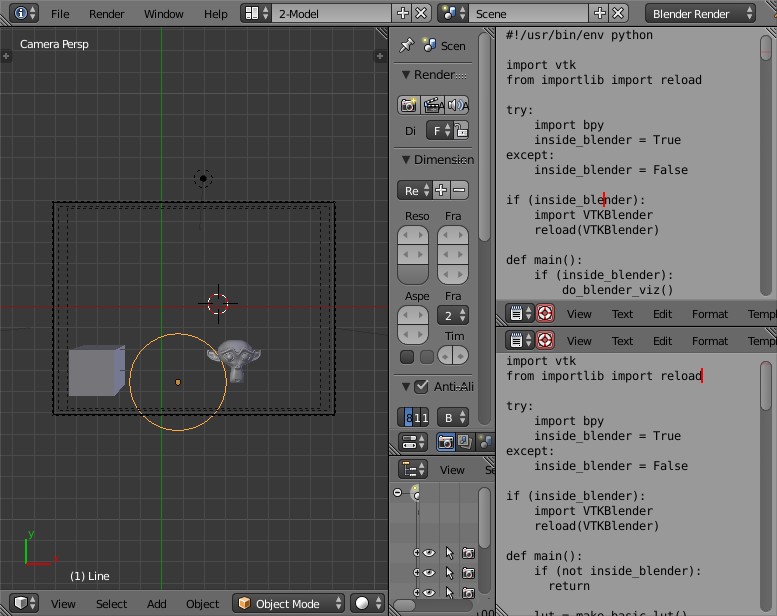 File Render Window Help 2-Model Scene Blender Render
Camera Persp
Scen
Render
Di F
Dimension
Re
Reso Fra
Aspe Fra
2
Tim
Anti-Ali
8 11 B
View
(1) Line
y
View Select Add Object Object Mode
#!/usr/bin/env python
import vtk
from importlib import reload
try:
    import bpy
    inside_blender = True
except:
    inside_blender = False
if (inside_blender):
    import VTKBlender
    reload(VTKBlender)
def main():
    if (inside_blender):
        do_blender_viz()
View Text Edit Format Templ
View Text Edit Format Templ
import vtk
from importlib import reload
try:
    import bpy
    inside_blender = True
except:
    inside_blender = False
if (inside_blender):
    import VTKBlender
    reload(VTKBlender)
def main():
    if (not inside_blender):
      return